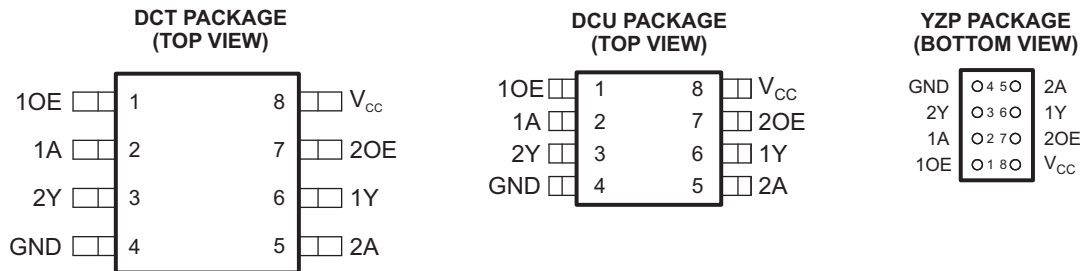 DCT PACKAGE
(TOP VIEW)
1OE 1 8 VCC
1A 2 7 2OE
2Y 3 6 1Y
GND 4 5 2A
DCU PACKAGE
(TOP VIEW)
1OE 1 8 VCC
1A 2 7 2OE
2Y 3 6 1Y
GND 4 5 2A
YZP PACKAGE
(BOTTOM VIEW)
GND 4 5 2A
2Y 3 6 1Y
1A 2 7 2OE
1OE 1 8 VCC